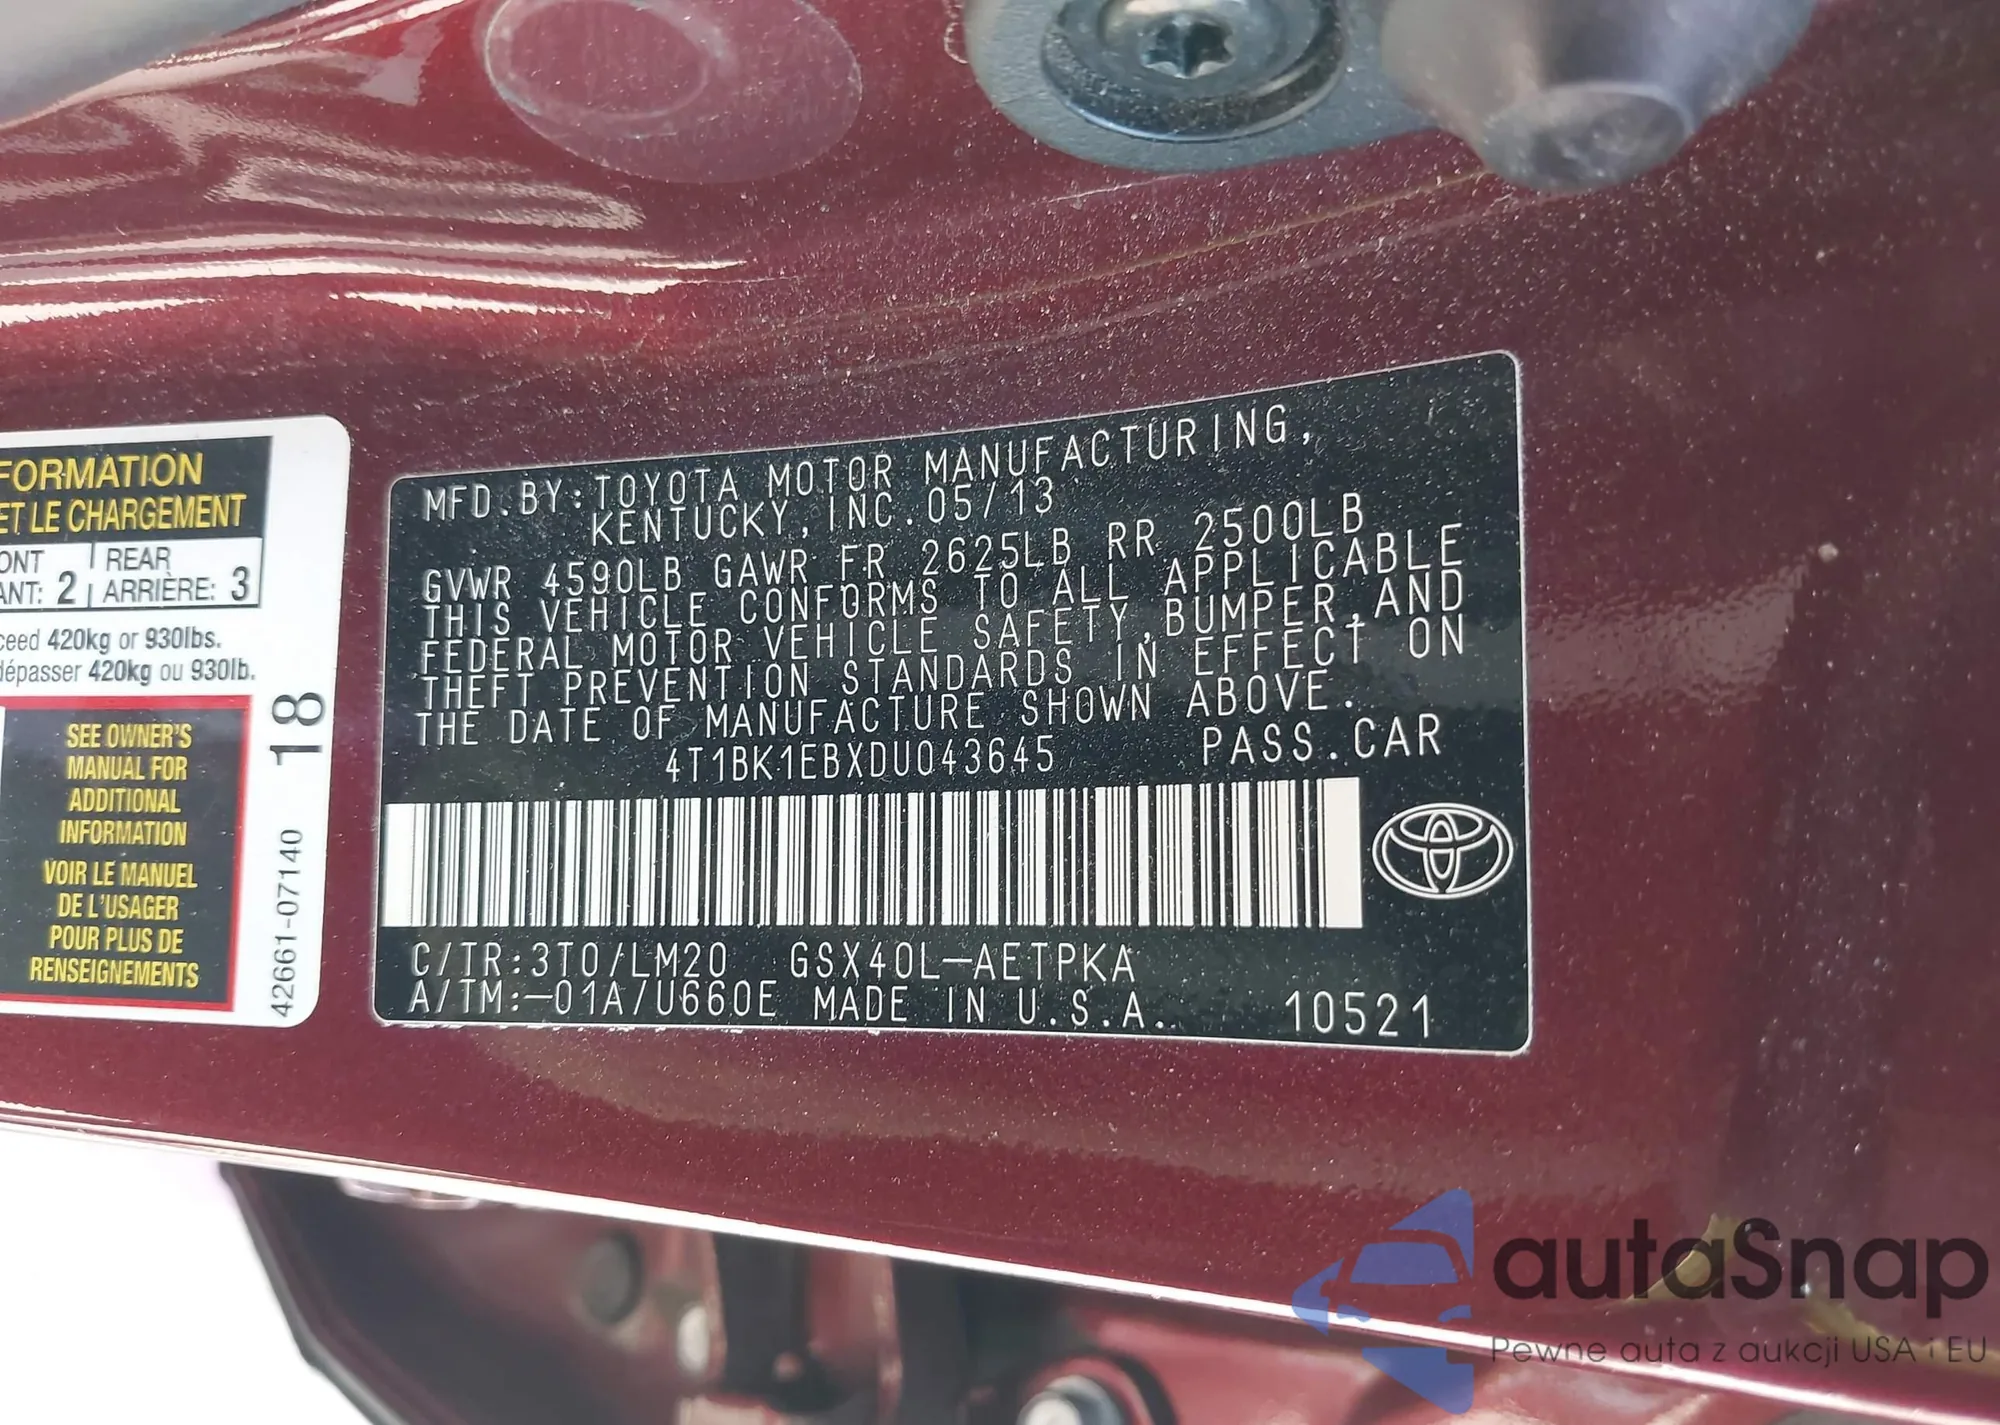 FORMATION
ET LE CHARGEMENT
ONT | REAR
ANT: 2 | ARRIÈRE: 3
ceed 420kg or 930lbs.
dépasser 420kg ou 930lb.
SEE OWNER'S
MANUAL FOR
ADDITIONAL
INFORMATION
VOIR LE MANUEL
DE L'USAGER
POUR PLUS DE
RENSEIGNEMENTS
42661-07140 18
MFD.BY:TOYOTA MOTOR MANUFACTURING,
KENTUCKY,INC.05/13
GVWR 4590LB GAWR FR 2625LB RR 2500LB
THIS VEHICLE CONFORMS TO ALL APPLICABLE
FEDERAL MOTOR VEHICLE SAFETY,BUMPER,AND
THEFT PREVENTION STANDARDS IN EFFECT ON
THE DATE OF MANUFACTURE SHOWN ABOVE.
4T1BK1EBXDU043645 PASS.CAR
C/TR:3T0/LM20 GSX40L-AETPKA
A/TM:-01A/U660E MADE IN U.S.A. 10521
autaSnap
Pewne auta z aukcji USA i EU